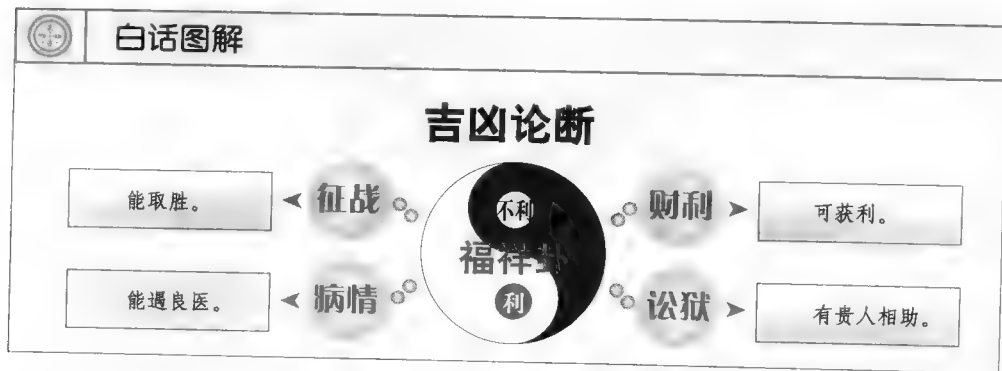 白话图解
吉凶论断
能取胜。
征战
不利
财利
可获利。
福祥卦
能遇良医。
病情
利
讼狱
有贵人相助。